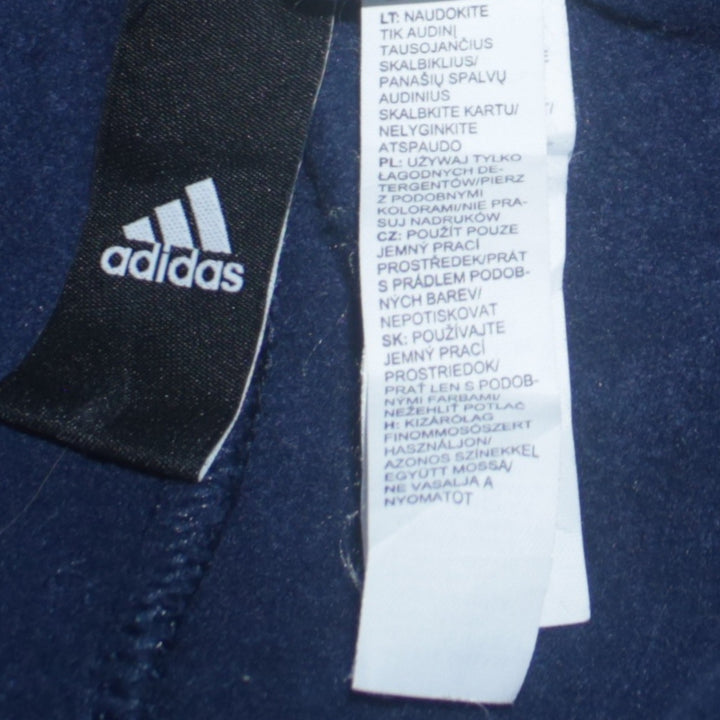 adidas
LT: NAUDOKITE
TIK AUDINĮ
TAUSOJANČIUS
SKALBIKLIUS/
PANAŠIŲ SPALVŲ
AUDINIUS
SKALBKITE KARTU/
NELYGINKITE
ATSPAUDO
PL: UŻYWAJ TYLKO
ŁAGODNYCH DE-
TERGENTÓW/PIERZ
Z PODOBNYMI
KOLORAMI/NIE PRA-
SUJ NADRUKÓW
CZ: POUŽÍT POUZE
JEMNÝ PRACÍ
PROSTŘEDEK/PRÁT
S PRÁDLEM PODOB-
NÝCH BAREV/
NEPOTISKOVAT
SK: POUŽÍVAJTE
JEMNÝ PRACÍ
PROSTRIEDOK/
PRAŤ LEN S PODOB-
NÝMI FARBAMI/
NEŽEHLIŤ POTLAČ
H: KIZÁRÓLAG
FINOMMOSÓSZERT
HASZNÁLJON/
AZONOS SZÍNEKKEL
EGYÜTT MOSSA/
NE VASALJA A
NYOMATOT